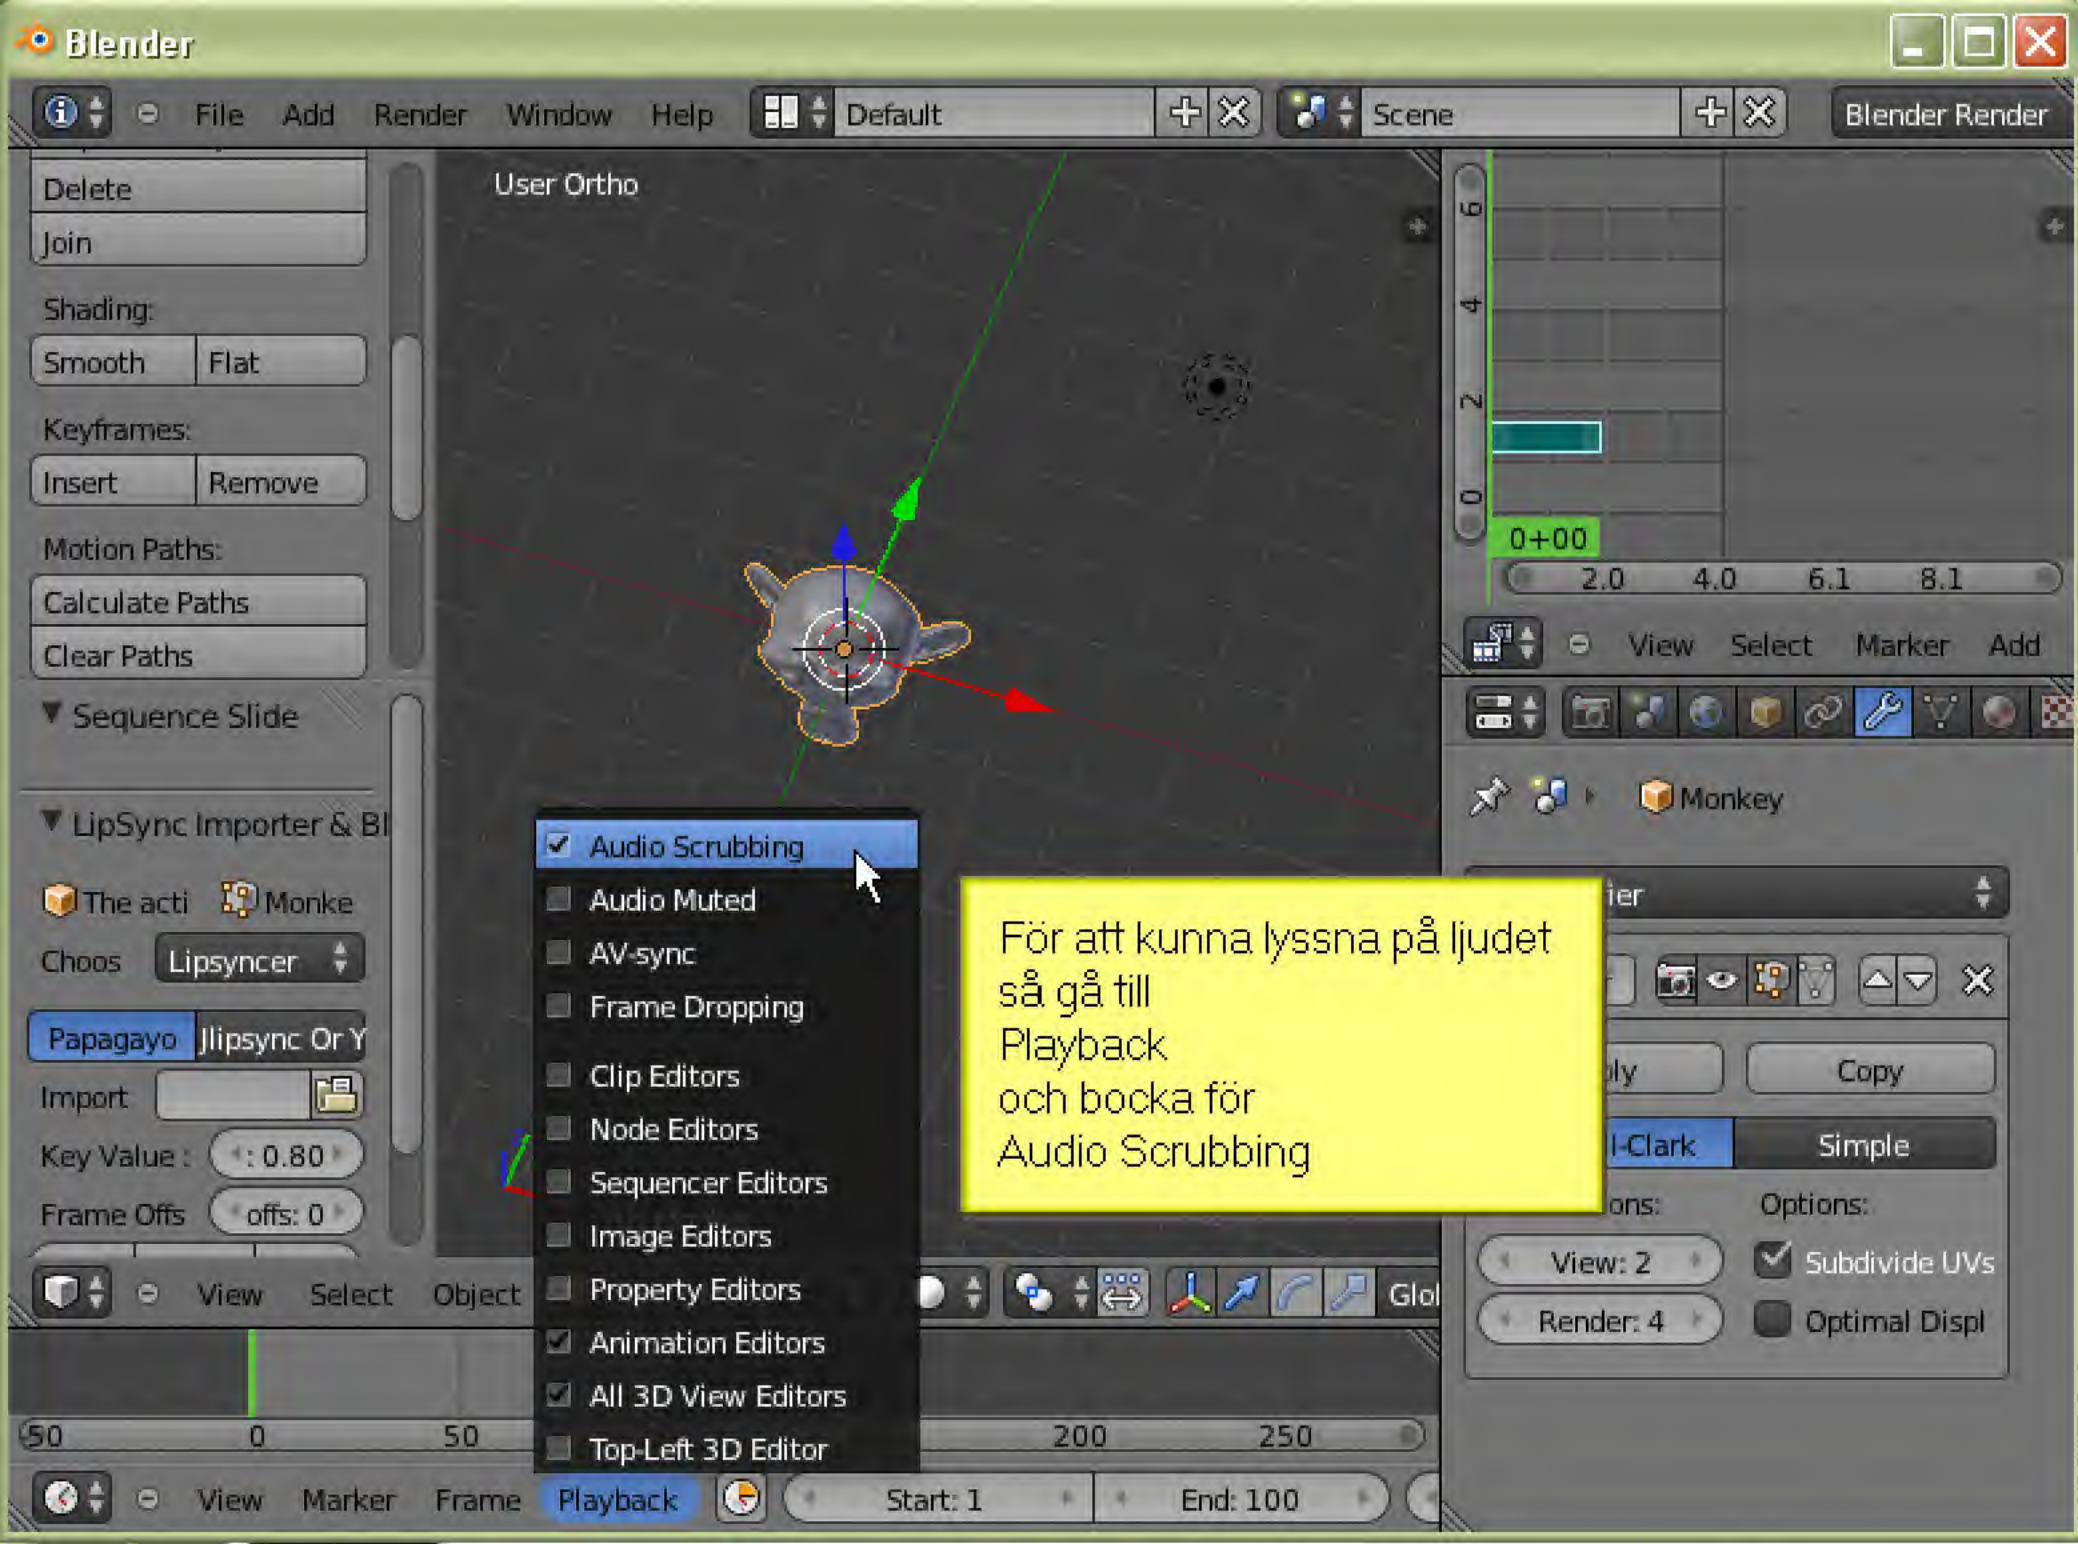 Blender
File Add Render Window Help Default Scene Blender Render
Delete
Join
Shading:
Smooth Flat
Keyframes:
Insert Remove
Motion Paths:
Calculate Paths
Clear Paths
Sequence Slide
LipSync Importer & Bl
The acti Monke
Choos Lipsyncer
Papagayo Jlipsync Or Y
Import
Key Value : : 0.80
Frame Offs offs: 0
User Ortho
Audio Scrubbing
Audio Muted
AV-sync
Frame Dropping
Clip Editors
Node Editors
Sequencer Editors
Image Editors
Property Editors
Animation Editors
All 3D View Editors
Top-Left 3D Editor
För att kunna lyssna på ljudet
så gå till
Playback
och bocka för
Audio Scrubbing
View Select Object Glol
-50 0 50 200 250
View Marker Frame Playback Start: 1 End: 100
6
4
2
0
0+00
2.0 4.0 6.1 8.1
View Select Marker Add
Monkey
ier
ply Copy
l-Clark Simple
ons: Options:
View: 2 Subdivide UVs
Render: 4 Optimal Displ